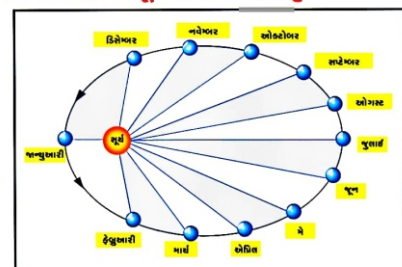 ડિસેમ્બર
નવેમ્બર
ઓક્ટોબર
સપ્ટેમ્બર
ઓગસ્ટ
જુલાઈ
જૂન
મે
એપ્રિલ
માર્ચ
ફેબ્રુઆરી
જાન્યુઆરી
સૂર્ય